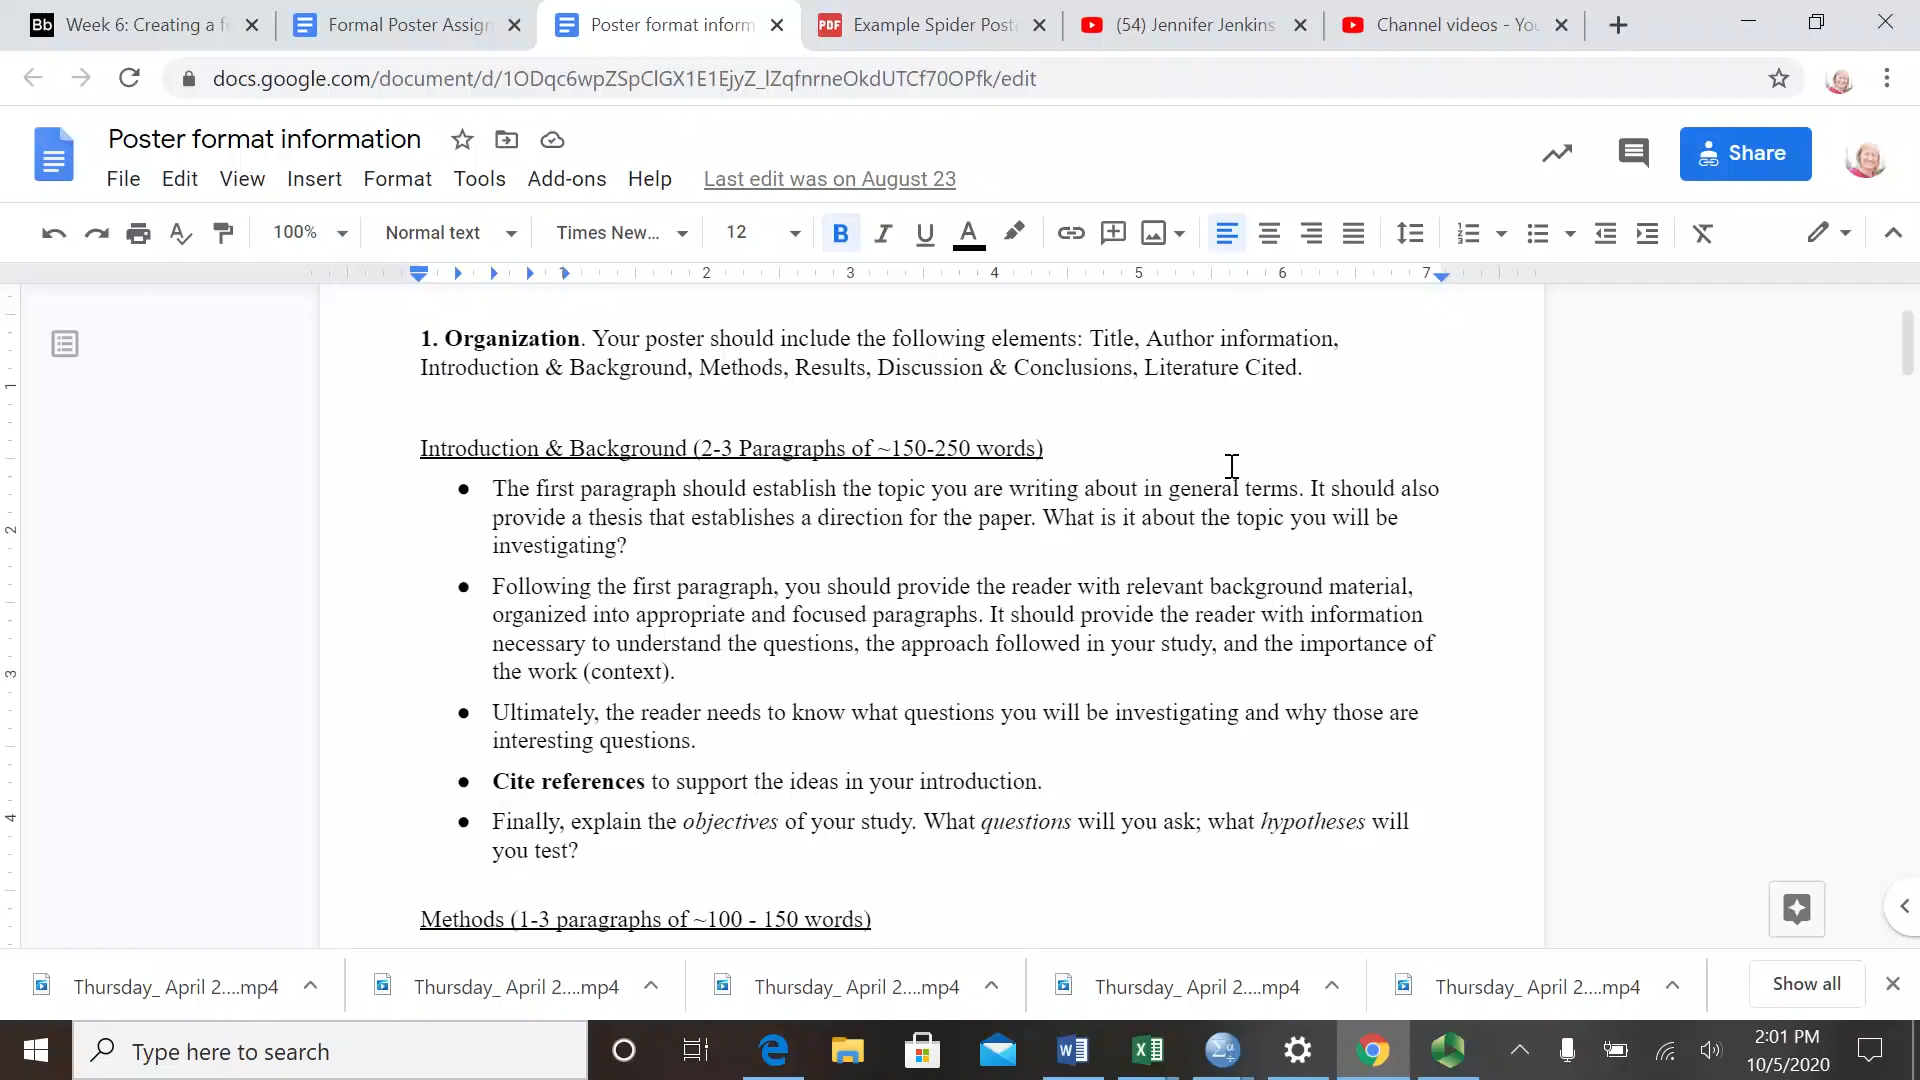 Week 6: Creating a f
Formal Poster Assign
Poster format inform
Example Spider Poste
(54) Jennifer Jenkins
Channel videos - You
docs.google.com/document/d/1ODqc6wpZSpClGX1E1EjyZ_lZqfnrneOkdUTCf70OPfk/edit
Poster format information
Share
File Edit View Insert Format Tools Add-ons Help Last edit was on August 23
100% Normal text Times New... 12 B I U A
1 2 3 4 5 6 7
1. Organization. Your poster should include the following elements: Title, Author information,
Introduction & Background, Methods, Results, Discussion & Conclusions, Literature Cited.
Introduction & Background (2-3 Paragraphs of ~150-250 words)
● The first paragraph should establish the topic you are writing about in general terms. It should also
provide a thesis that establishes a direction for the paper. What is it about the topic you will be
investigating?
● Following the first paragraph, you should provide the reader with relevant background material,
organized into appropriate and focused paragraphs. It should provide the reader with information
necessary to understand the questions, the approach followed in your study, and the importance of
the work (context).
● Ultimately, the reader needs to know what questions you will be investigating and why those are
interesting questions.
● Cite references to support the ideas in your introduction.
● Finally, explain the objectives of your study. What questions will you ask; what hypotheses will
you test?
Methods (1-3 paragraphs of ~100 - 150 words)
1
2
3
4
Thursday_ April 2....mp4
Thursday_ April 2....mp4
Thursday_ April 2....mp4
Thursday_ April 2....mp4
Thursday_ April 2....mp4
Show all
Type here to search
2:01 PM
10/5/2020